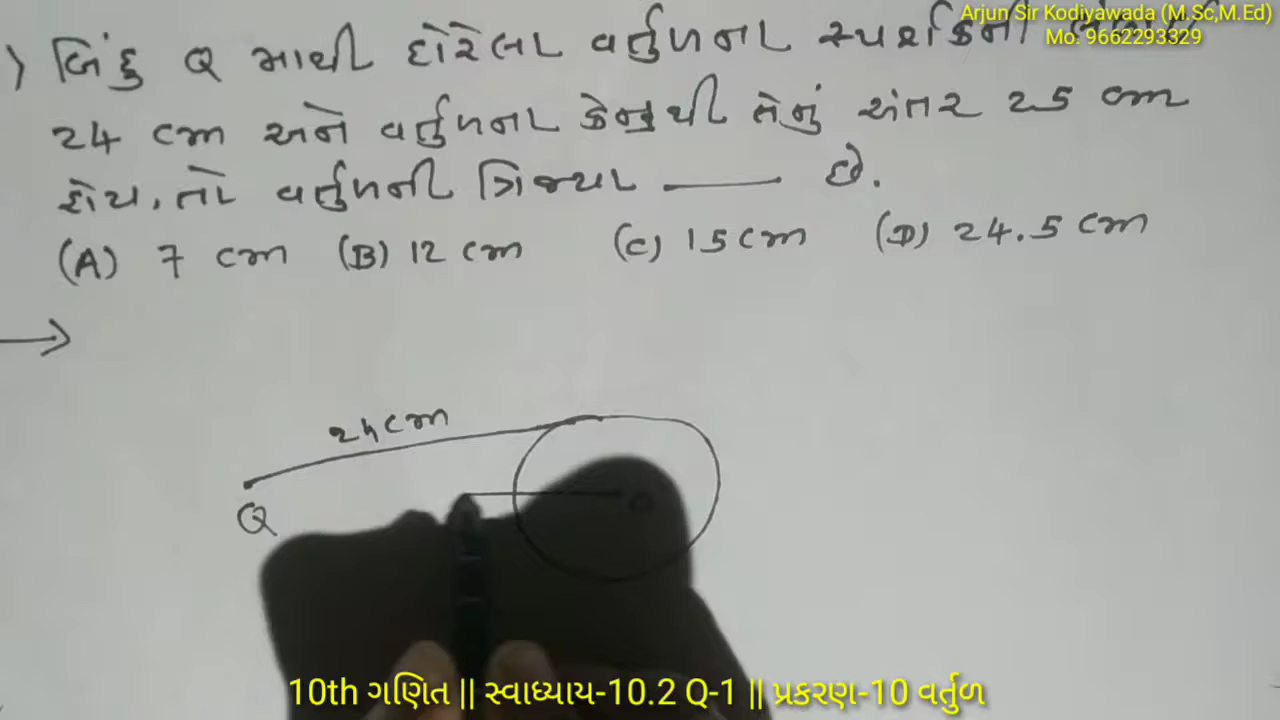 Arjun Sir Kodiyawada (M.Sc,M.Ed)
Mo: 9662293329
) બિંદુ Q માથી દોરેલા વર્તુળના સ્પર્શકની
24 cm અને વર્તુળના કેન્દ્રથી તેનું અંતર 25 cm
હોય, તો વર્તુળની ત્રિજ્યા ——— છે.
(A) 7 cm (B) 12 cm (C) 15 cm (D) 24.5 cm
→
24 cm
Q
O
10th ગણિત || સ્વાધ્યાય-10.2 Q-1 || પ્રકરણ-10 વર્તુળ